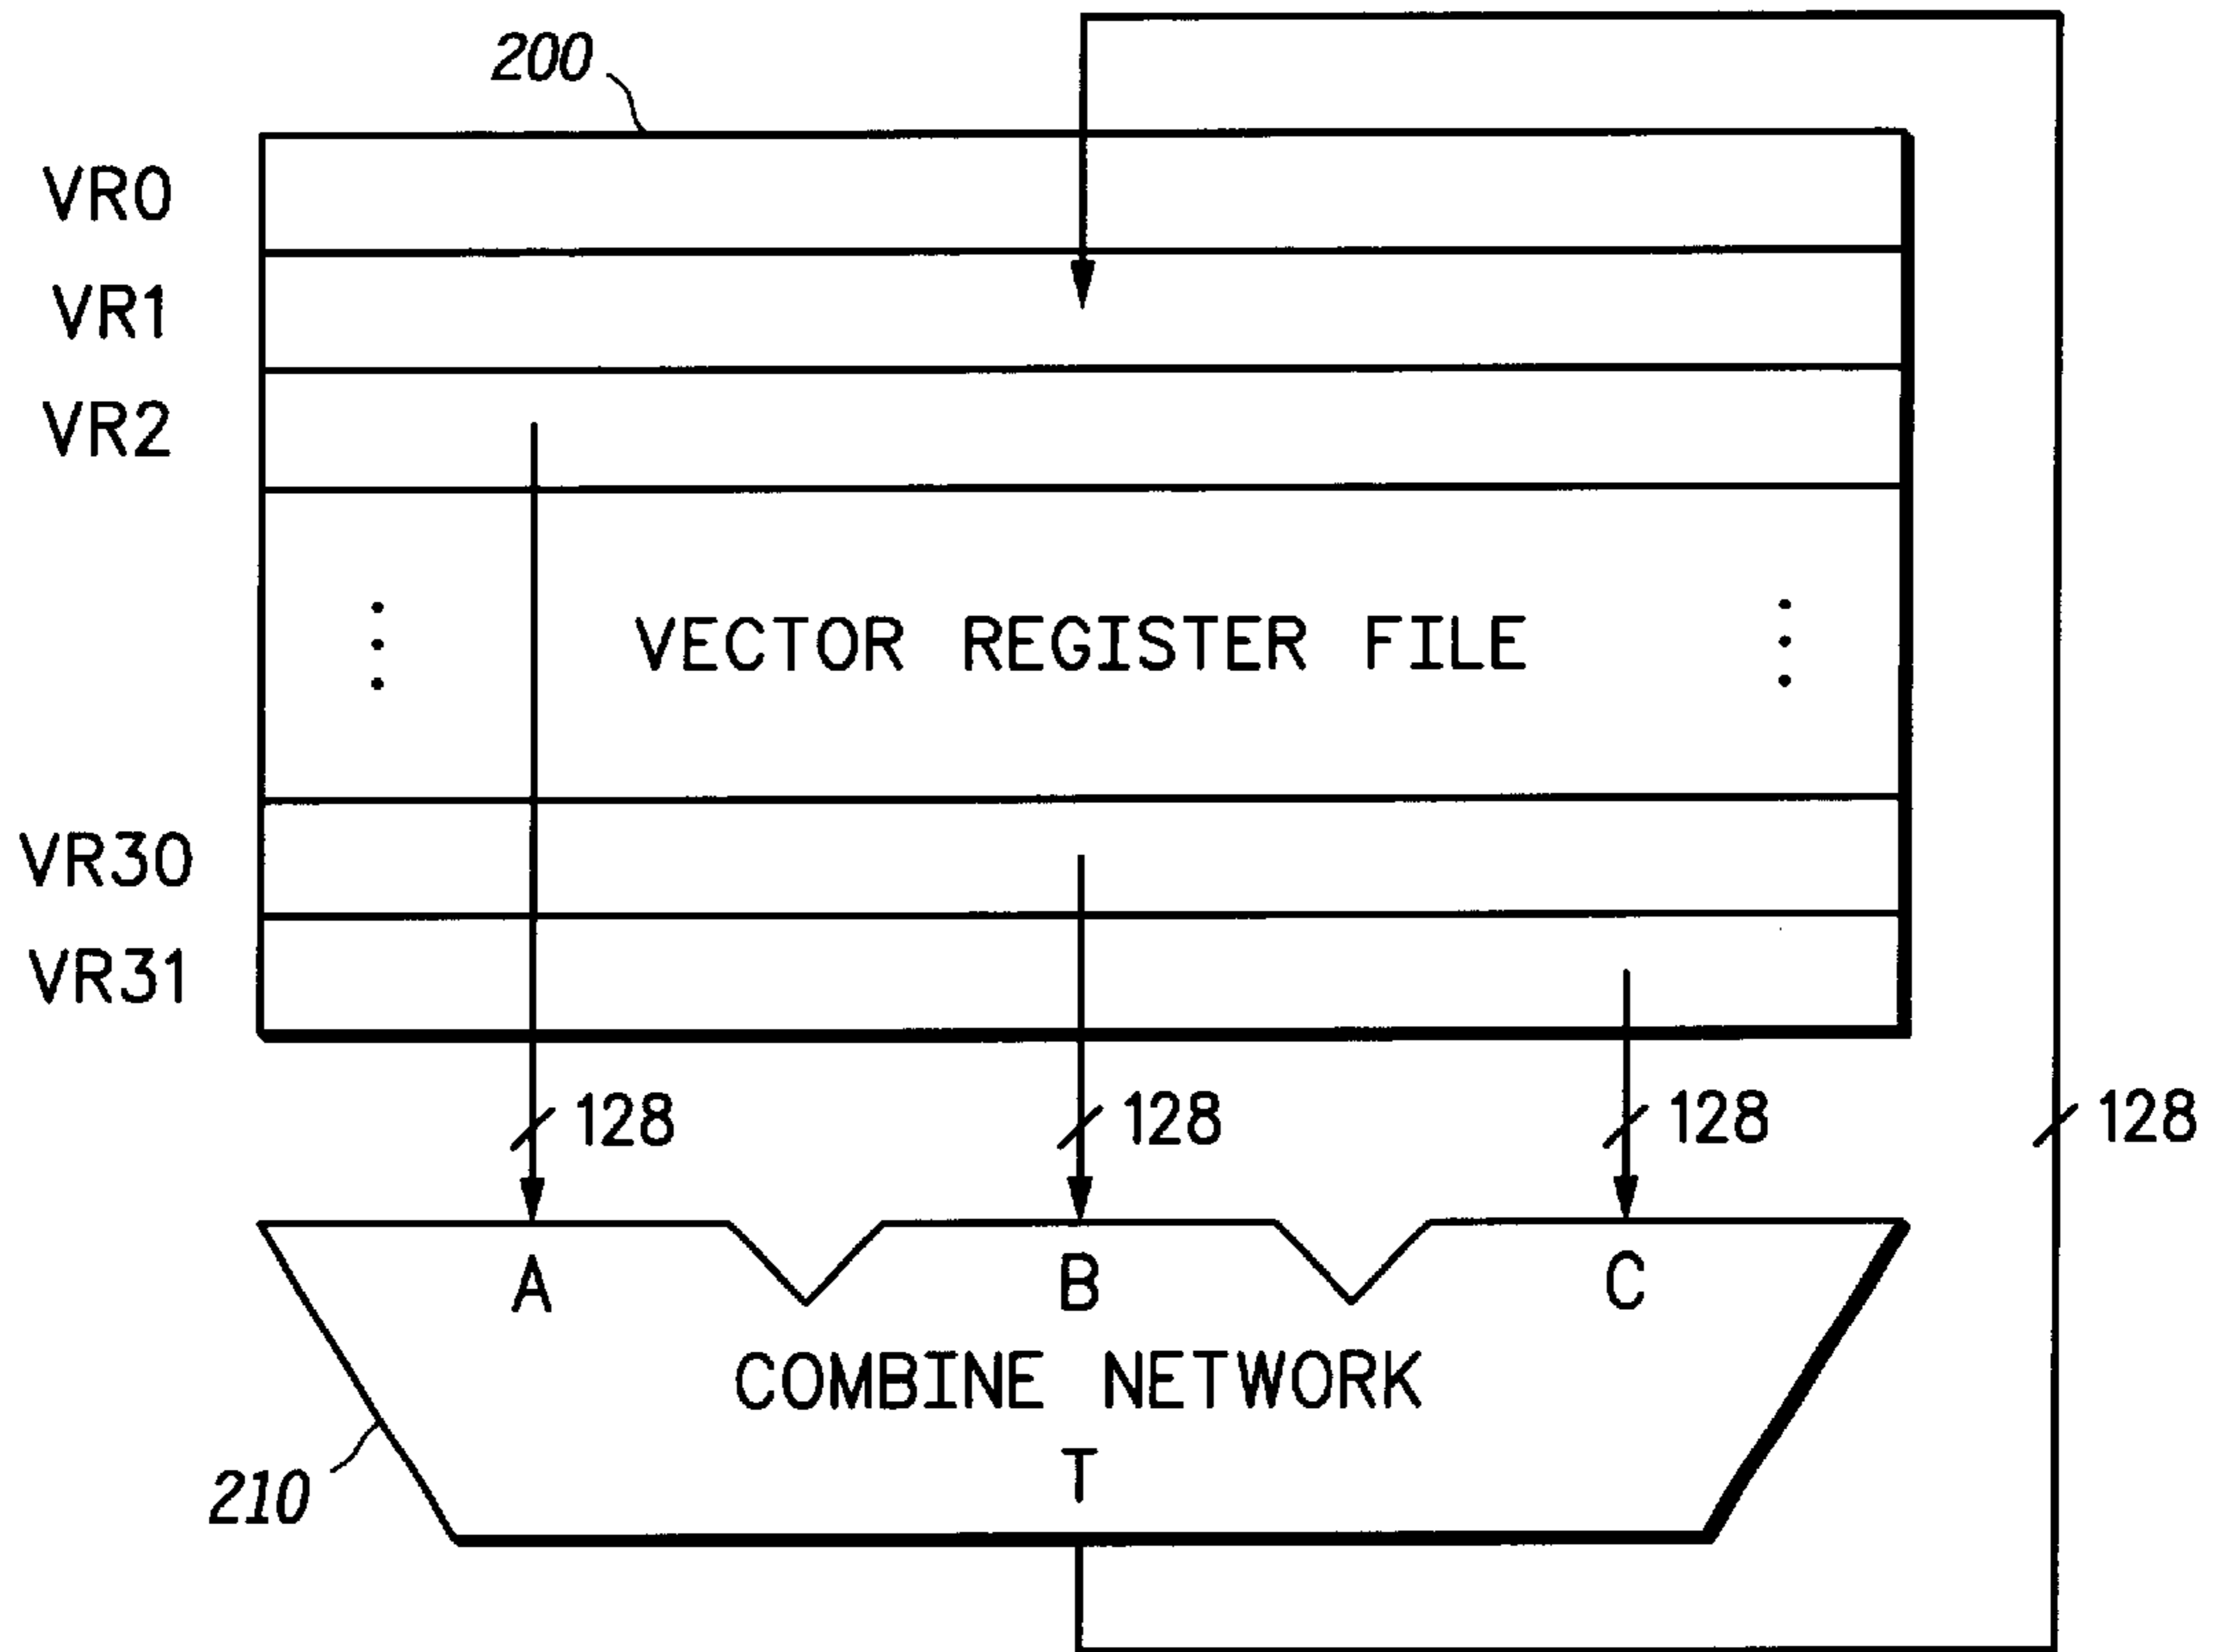 200
VR0
VR1
VR2
VECTOR REGISTER FILE
VR30
VR31
128 128 128 128
A B C
COMBINE NETWORK
T
210